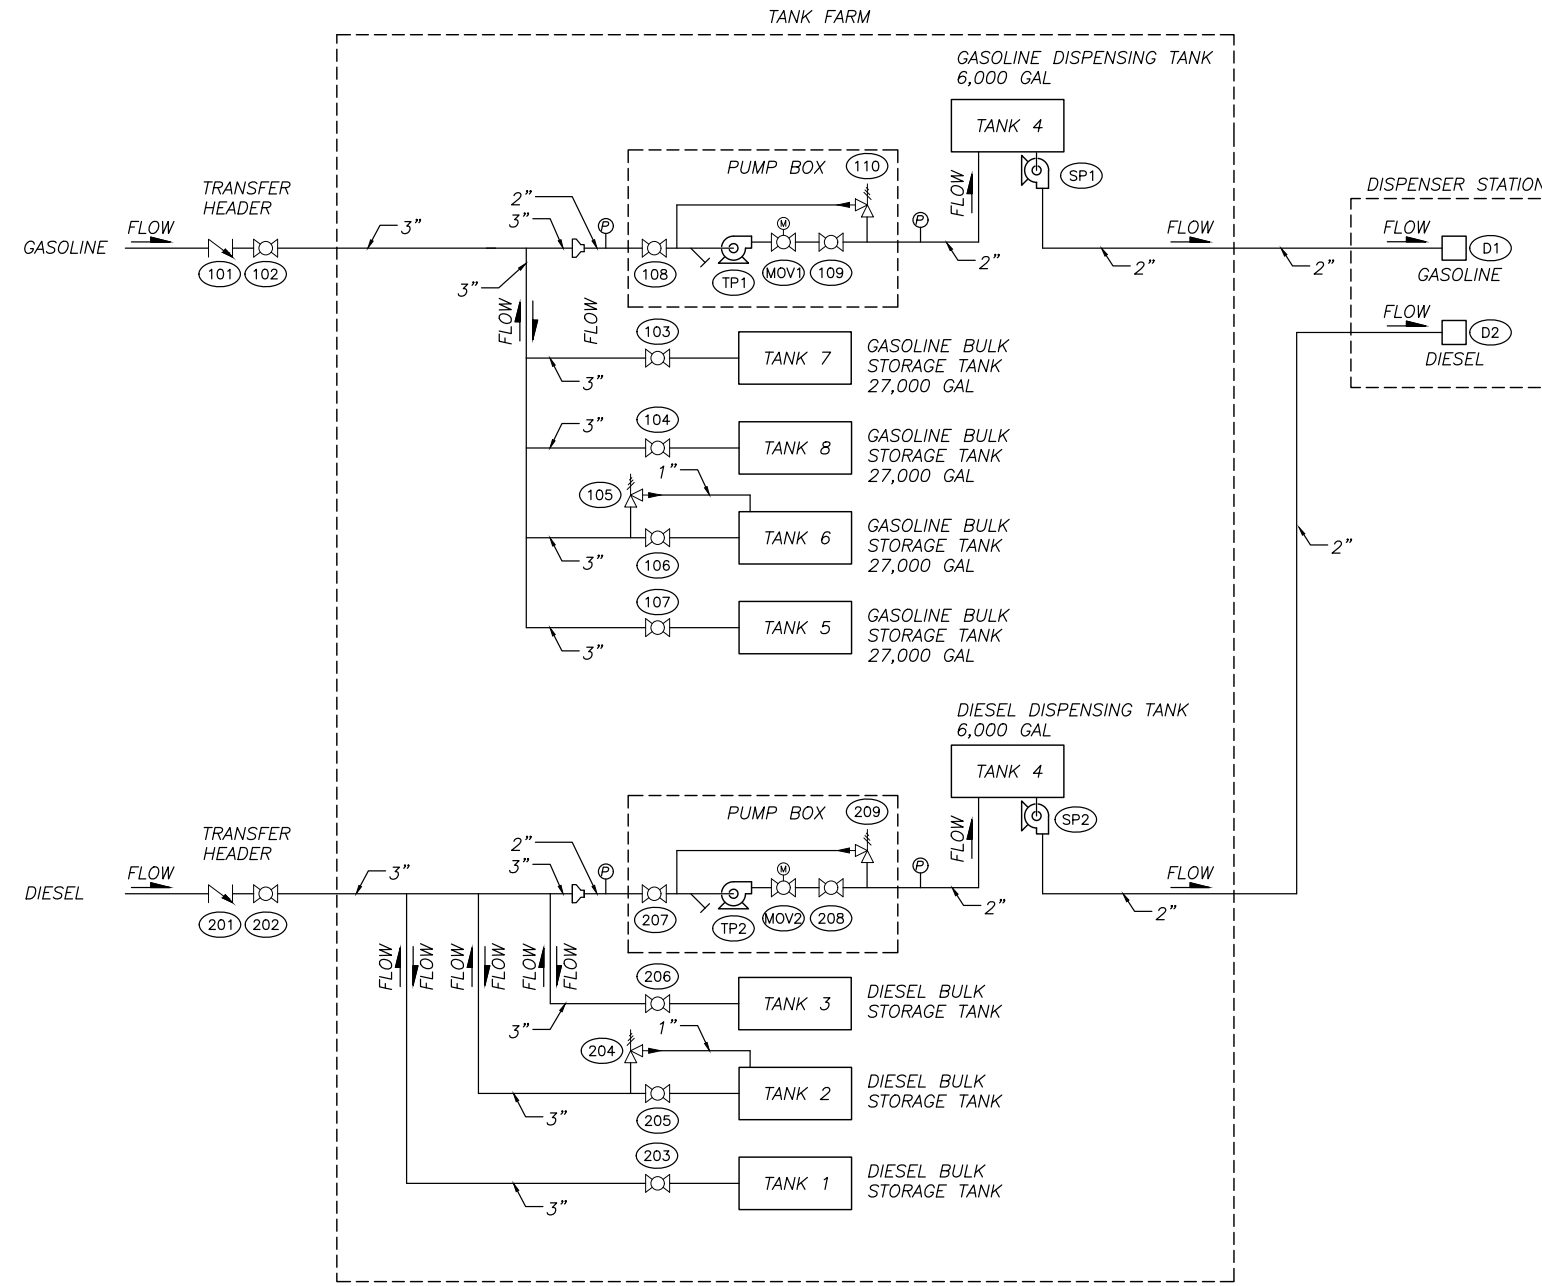 TANK FARM
GASOLINE DISPENSING TANK
6,000 GAL
TANK 4
SP1
PUMP BOX
110
TRANSFER
HEADER
FLOW
GASOLINE
101
102
3"
2"
3"
P
3"
108
TP1
M
MOV1
109
P
2"
FLOW
2"
FLOW
2"
DISPENSER STATION
FLOW
D1
GASOLINE
FLOW
D2
DIESEL
FLOW
FLOW
103
3"
TANK 7
GASOLINE BULK
STORAGE TANK
27,000 GAL
104
3"
TANK 8
GASOLINE BULK
STORAGE TANK
27,000 GAL
1"
105
3"
106
TANK 6
GASOLINE BULK
STORAGE TANK
27,000 GAL
2"
107
3"
TANK 5
GASOLINE BULK
STORAGE TANK
27,000 GAL
DIESEL DISPENSING TANK
6,000 GAL
TANK 4
SP2
PUMP BOX
209
TRANSFER
HEADER
FLOW
DIESEL
201
202
3"
2"
3"
P
207
TP2
M
MOV2
208
P
2"
FLOW
2"
FLOW
FLOW
FLOW
FLOW
FLOW
FLOW
FLOW
206
3"
TANK 3
DIESEL BULK
STORAGE TANK
1"
204
3"
205
TANK 2
DIESEL BULK
STORAGE TANK
203
3"
TANK 1
DIESEL BULK
STORAGE TANK